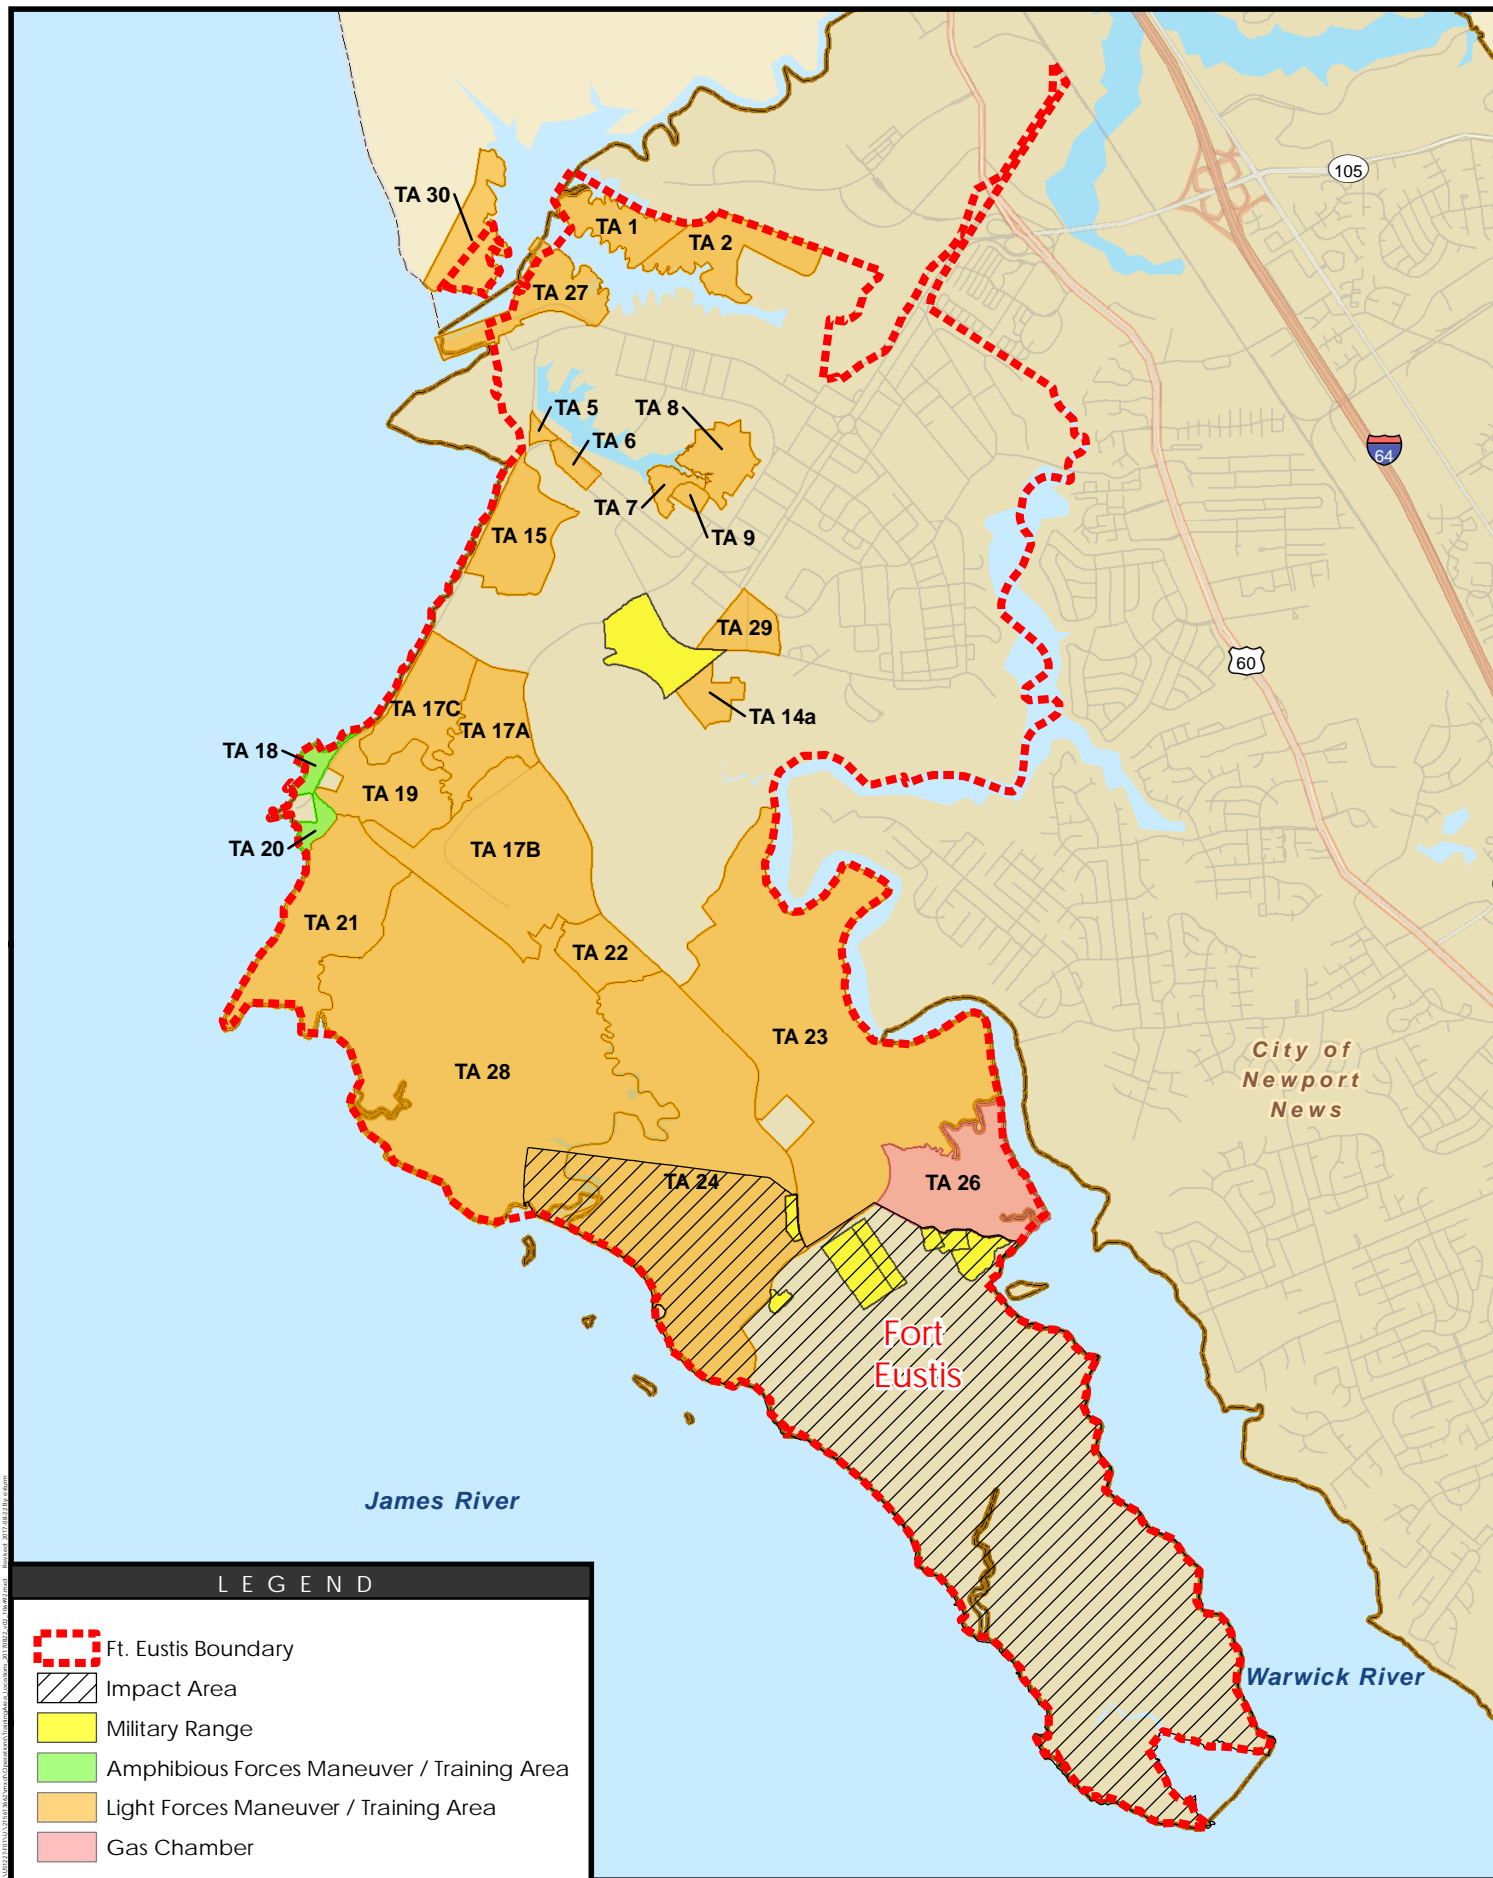 105
TA 30
TA 1
TA 2
TA 27
TA 5
TA 8
TA 6
64
TA 7
TA 9
TA 15
TA 29
60
TA 17C
TA 14a
TA 17A
TA 18
TA 19
TA 20
TA 17B
TA 21
TA 22
TA 23
City of
Newport
News
TA 28
TA 24
TA 26
Fort
Eustis
James River
Warwick River
LEGEND
Ft. Eustis Boundary
Impact Area
Military Range
Amphibious Forces Maneuver / Training Area
Light Forces Maneuver / Training Area
Gas Chamber